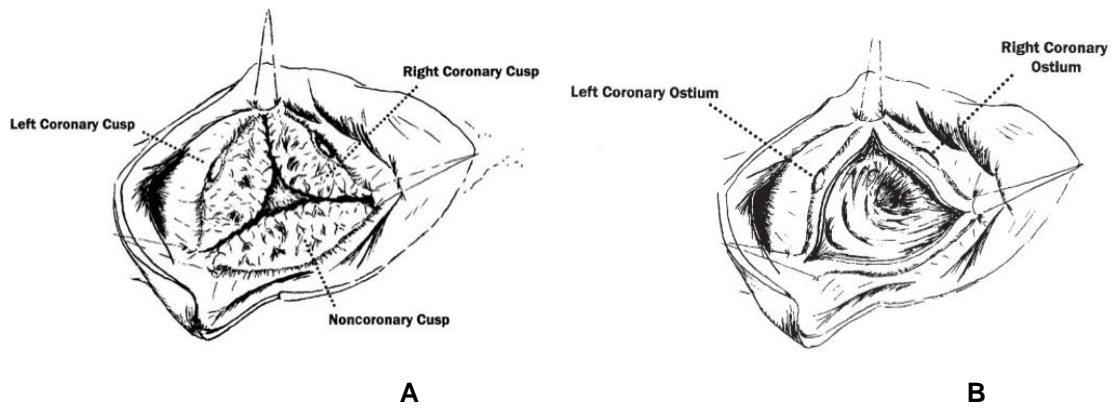 Right Coronary Cusp
Left Coronary Cusp
Noncoronary Cusp
A
Right Coronary
Ostium
Left Coronary Ostium
B